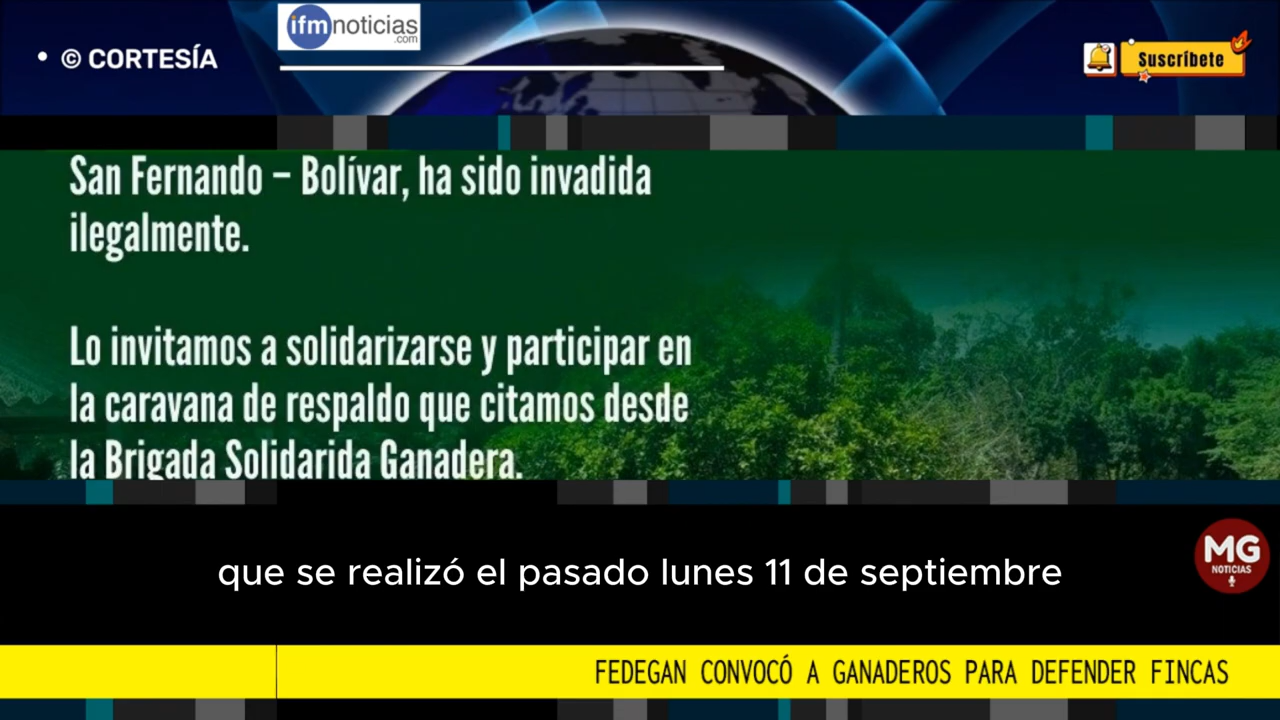 ifmnoticias
.com
• © CORTESÍA
Suscríbete
San Fernando – Bolívar, ha sido invadida
ilegalmente.
Lo invitamos a solidarizarse y participar en
la caravana de respaldo que citamos desde
la Brigada Solidarida Ganadera.
que se realizó el pasado lunes 11 de septiembre
MG
NOTICIAS
FEDEGAN CONVOCÓ A GANADEROS PARA DEFENDER FINCAS